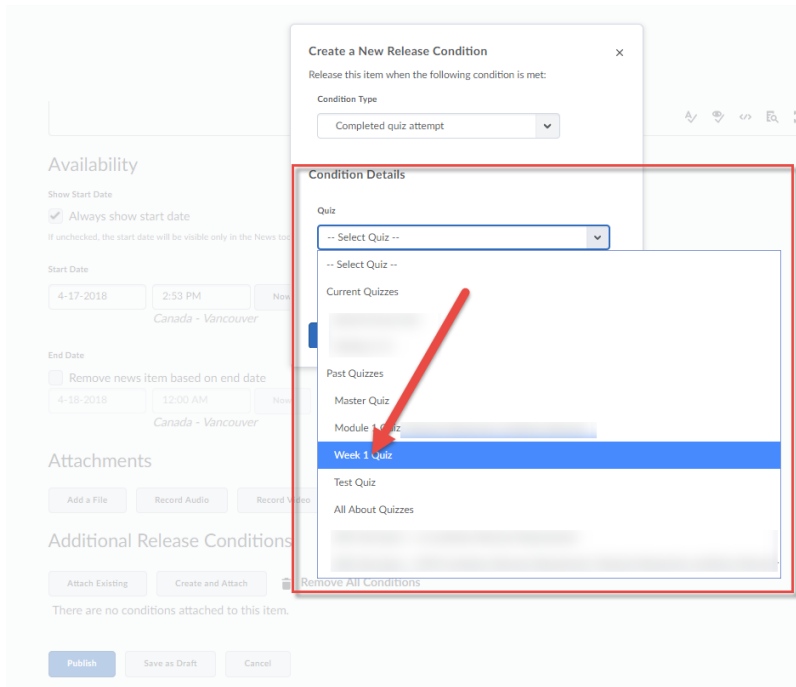 Create a New Release Condition
Release this item when the following condition is met:
Condition Type
Completed quiz attempt
Condition Details
Quiz
-- Select Quiz --
-- Select Quiz --
Current Quizzes
Past Quizzes
Master Quiz
Module 1 Quiz
Week 1 Quiz
Test Quiz
All About Quizzes
Availability
Show Start Date
Always show start date
If unchecked, the start date will be visible only in the News
Start Date
4-17-2018 2:53 PM Now
Canada - Vancouver
End Date
Remove news item based on end date
4-18-2018 12:00 AM Now
Canada - Vancouver
Attachments
Add a File Record Audio Record Video
Additional Release Conditions
Attach Existing Create and Attach Remove All Conditions
There are no conditions attached to this item.
Publish Save as Draft Cancel